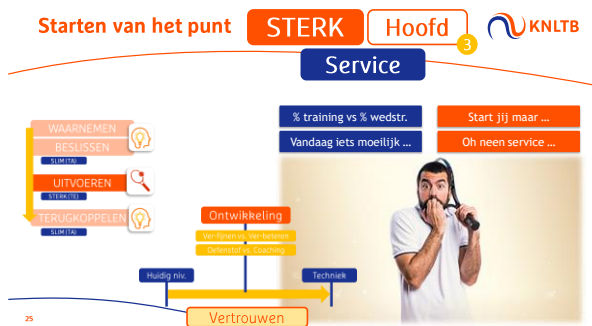 Starten van het punt
STERK
Hoofd
3
KNLTB
Service
% training vs % wedstr.
Start jij maar ...
Vandaag iets moeilijk ...
Oh neen service ...
WAARNEMEN
BESLISSEN
SLIM (TA)
UITVOEREN
STERK (TE)
TERUGKOPPELEN
SLIM (TA)
Ontwikkeling
Ver-fijnen vs. Ver-beteren
Oefenstof vs. Coaching
Huidig niv.
Techniek
Vertrouwen
25